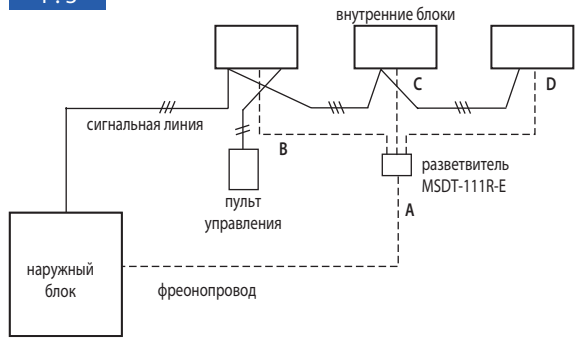 внутренние блоки
C
D
сигнальная линия
B
разветвитель
MSDT-111R-E
пульт
управления
A
наружный
блок
фреонопровод